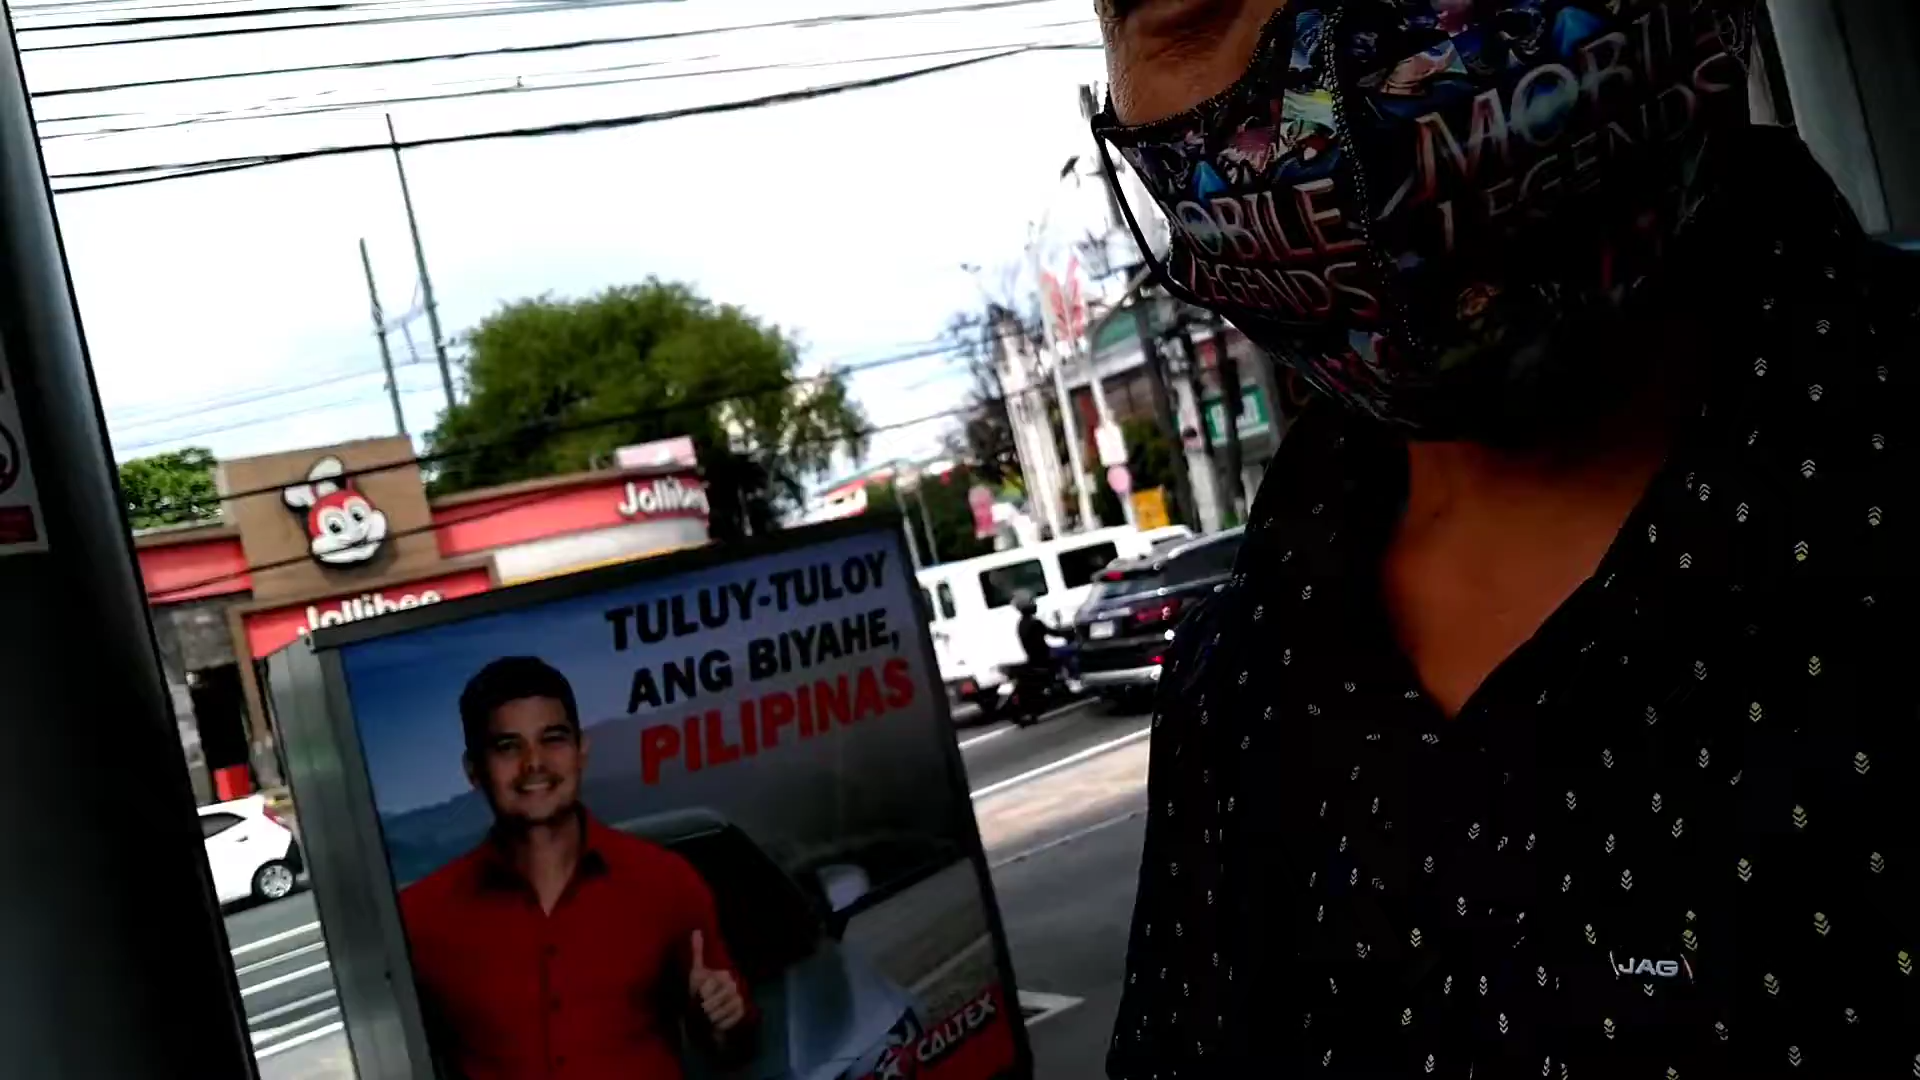 MOBILE
LEGENDS
MOBILE
LEGENDS
Jollibee
Jollibee
TULUY-TULOY
ANG BIYAHE,
PILIPINAS
CALTEX
JAG